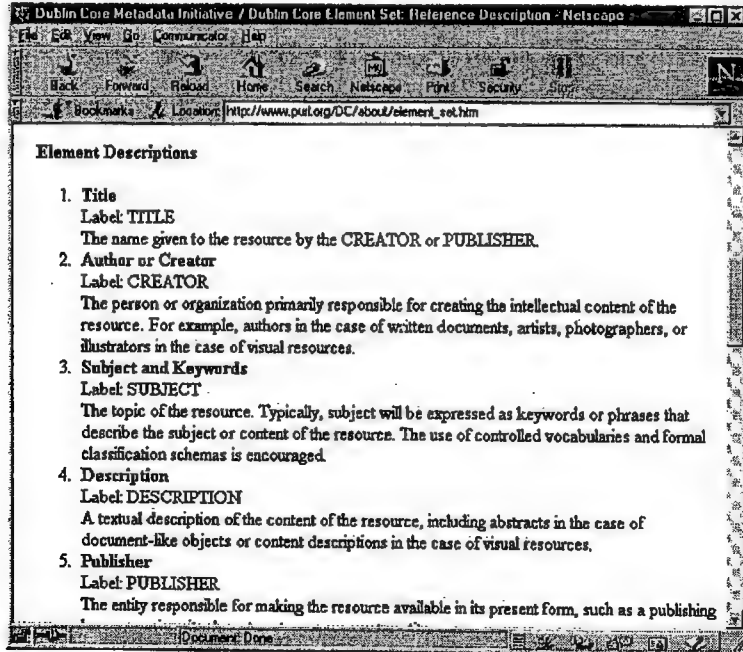 Dublin Core Metadata Initiative / Dublin Core Element Set: Reference Description - Netscape
File Edit View Go Communicator Help
Back Forward Reload Home Search Netscape Print Security Stop
Bookmarks Location: http://www.purl.org/DC/about/element_set.htm
Element Descriptions
1. Title
Label: TITLE
The name given to the resource by the CREATOR or PUBLISHER.
2. Author or Creator
Label: CREATOR
The person or organization primarily responsible for creating the intellectual content of the
resource. For example, authors in the case of written documents, artists, photographers, or
illustrators in the case of visual resources.
3. Subject and Keywords
Label: SUBJECT
The topic of the resource. Typically, subject will be expressed as keywords or phrases that
describe the subject or content of the resource. The use of controlled vocabularies and formal
classification schemas is encouraged.
4. Description
Label: DESCRIPTION
A textual description of the content of the resource, including abstracts in the case of
document-like objects or content descriptions in the case of visual resources.
5. Publisher
Label: PUBLISHER
The entity responsible for making the resource available in its present form, such as a publishing
Document: Done